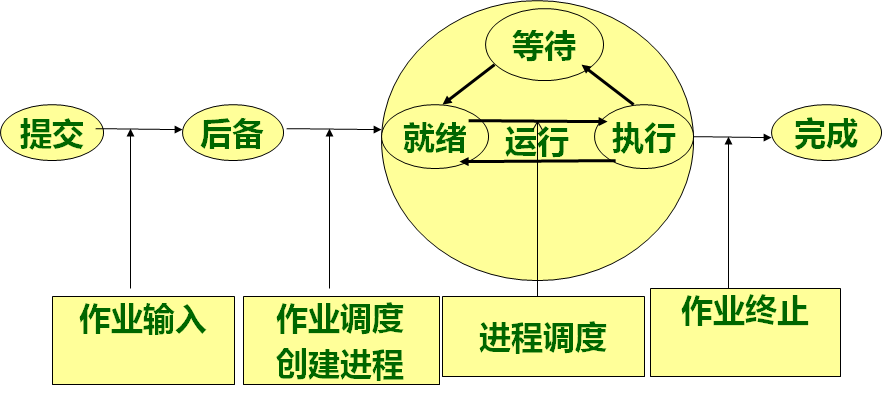 等待
提交
后备
就绪
运行
执行
完成
作业输入
作业调度
创建进程
进程调度
作业终止